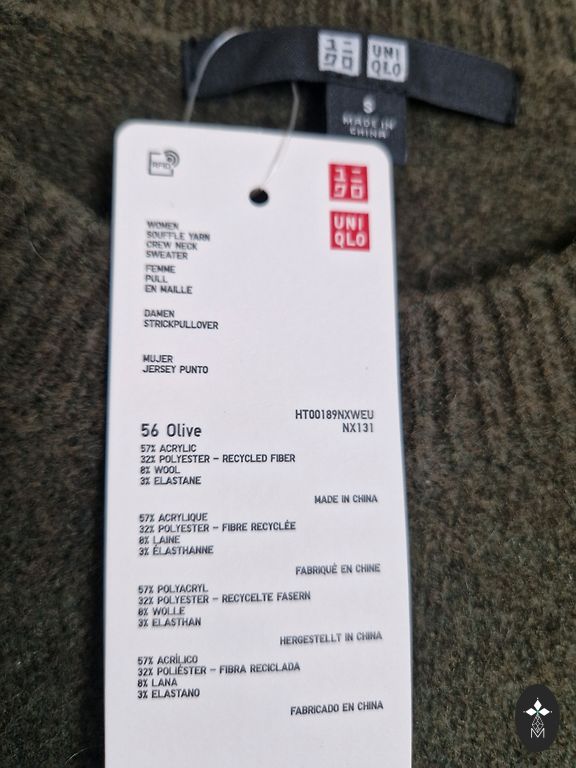 ユニ
クロ
UNI
QLO
S
MADE IN
CHINA
RFID
ユニ
クロ
UNI
QLO
WOMEN
SOUFFLE YARN
CREW NECK
SWEATER
FEMME
PULL
EN MAILLE
DAMEN
STRICKPULLOVER
MUJER
JERSEY PUNTO
HT00189NXWEU
56 Olive NX131
57% ACRYLIC
32% POLYESTER – RECYCLED FIBER
8% WOOL
3% ELASTANE
MADE IN CHINA
57% ACRYLIQUE
32% POLYESTER – FIBRE RECYCLÉE
8% LAINE
3% ÉLASTHANNE
FABRIQUÉ EN CHINE
57% POLYACRYL
32% POLYESTER – RECYCELTE FASERN
8% WOLLE
3% ELASTHAN
HERGESTELLT IN CHINA
57% ACRÍLICO
32% POLIÉSTER – FIBRA RECICLADA
8% LANA
3% ELASTANO
FABRICADO EN CHINA
M